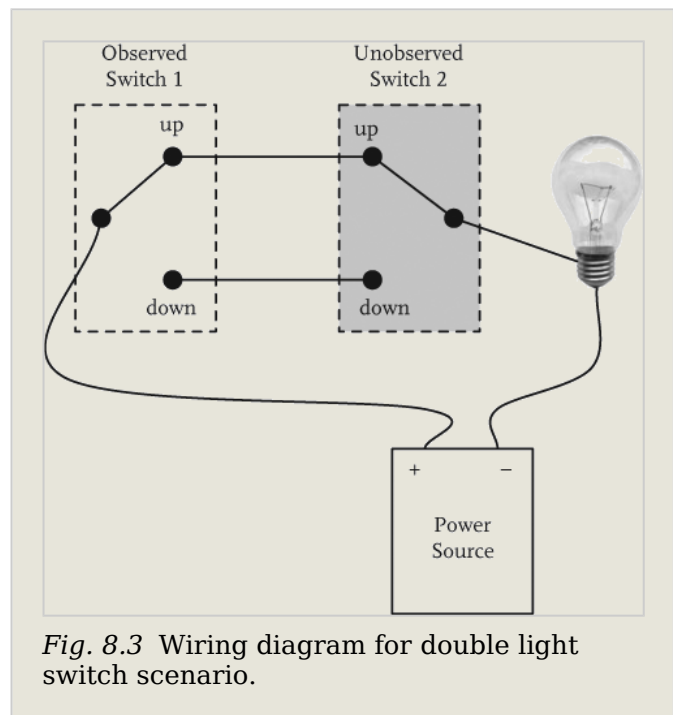 Observed
Switch 1
Unobserved
Switch 2
up
up
down
down
+ −
Power
Source
Fig. 8.3 Wiring diagram for double light
switch scenario.